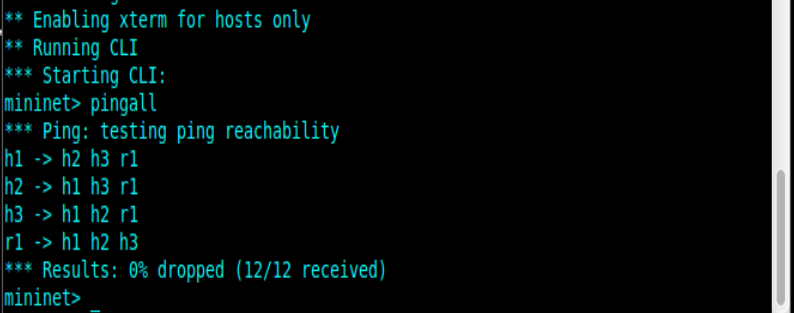 ** Enabling xterm for hosts only
** Running CLI
*** Starting CLI:
mininet> pingall
*** Ping: testing ping reachability
h1 -> h2 h3 r1
h2 -> h1 h3 r1
h3 -> h1 h2 r1
r1 -> h1 h2 h3
*** Results: 0% dropped (12/12 received)
mininet> _